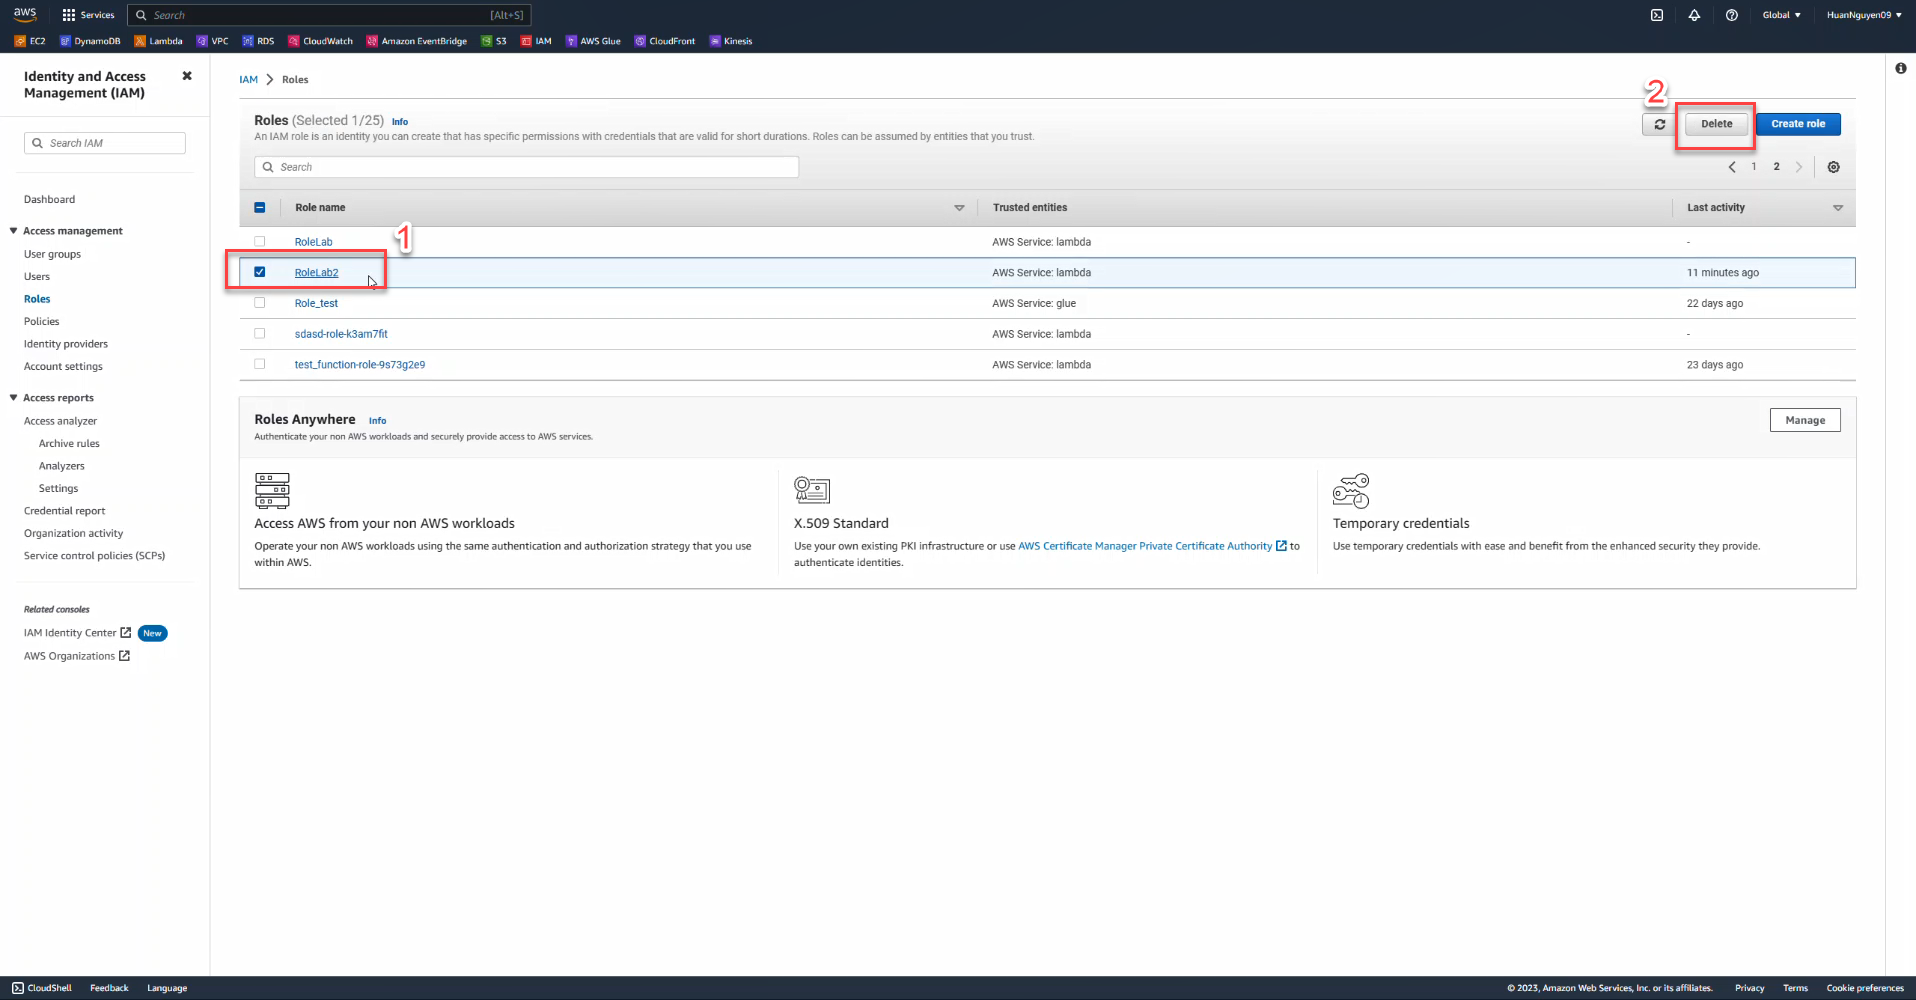 aws Services Search [Alt+S] Global HuanNguyen09
EC2 DynamoDB Lambda VPC RDS CloudWatch Amazon EventBridge S3 IAM AWS Glue CloudFront Kinesis
Identity and Access
Management (IAM)
Search IAM
Dashboard
Access management
User groups
Users
Roles
Policies
Identity providers
Account settings
Access reports
Access analyzer
Archive rules
Analyzers
Settings
Credential report
Organization activity
Service control policies (SCPs)
Related consoles
IAM Identity Center New
AWS Organizations
IAM > Roles
Roles (Selected 1/25) Info
An IAM role is an identity you can create that has specific permissions with credentials that are valid for short durations. Roles can be assumed by entities that you trust.
2
Delete
Create role
Search
1 2
Role name Trusted entities Last activity
RoleLab AWS Service: lambda -
1
RoleLab2 AWS Service: lambda 11 minutes ago
Role_test AWS Service: glue 22 days ago
sdasd-role-k3am7fit AWS Service: lambda -
test_function-role-9s73g2e9 AWS Service: lambda 23 days ago
Roles Anywhere Info
Authenticate your non AWS workloads and securely provide access to AWS services.
Manage
Access AWS from your non AWS workloads
Operate your non AWS workloads using the same authentication and authorization strategy that you use
within AWS.
X.509 Standard
Use your own existing PKI infrastructure or use AWS Certificate Manager Private Certificate Authority to
authenticate identities.
Temporary credentials
Use temporary credentials with ease and benefit from the enhanced security they provide.
CloudShell Feedback Language © 2023, Amazon Web Services, Inc. or its affiliates. Privacy Terms Cookie preferences